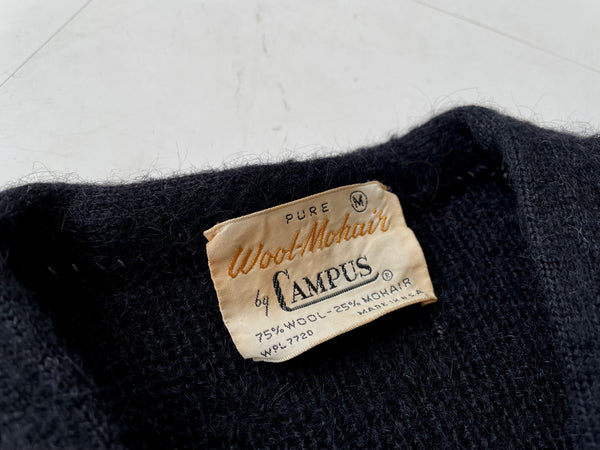 PURE M
Wool-Mohair
by CAMPUS ®
75% WOOL-25% MOHAIR
WPL 7720 MADE IN U.S.A.